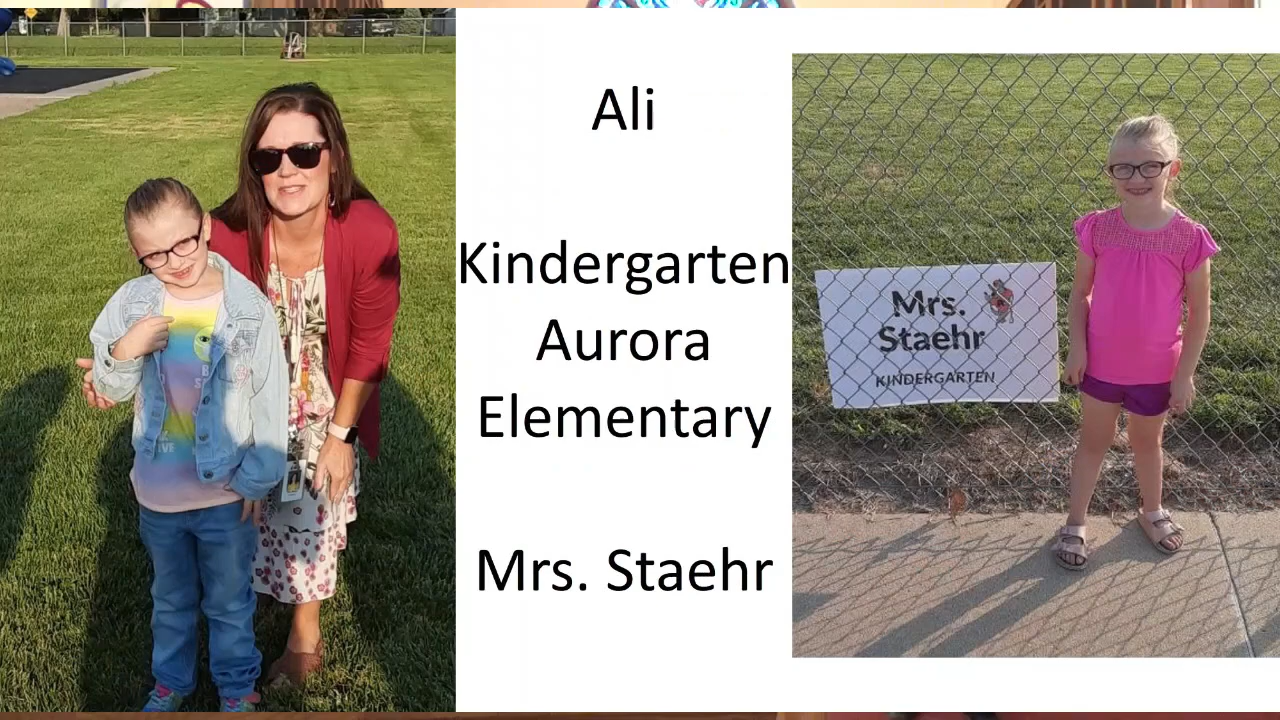 Ali
Kindergarten
Aurora
Elementary
Mrs. Staehr
Mrs.
Staehr
KINDERGARTEN